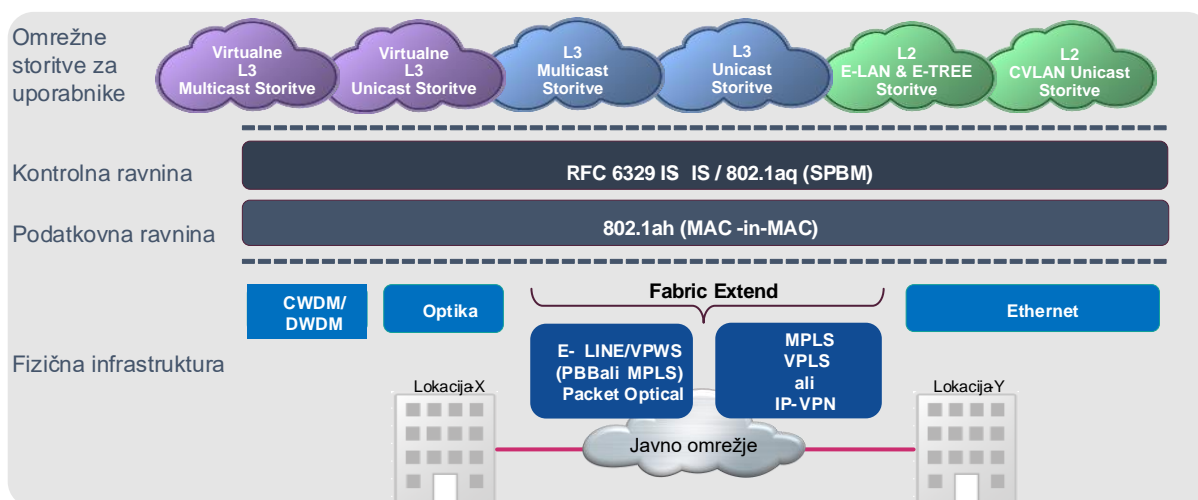 Omrežne
storitve za
uporabnike
Virtualne
L3
Multicast Storitve
Virtualne
L3
Unicast Storitve
L3
Multicast
Storitve
L3
Unicast
Storitve
L2
E-LAN & E-TREE
Storitve
L2
CVLAN Unicast
Storitve
Kontrolna ravnina
RFC 6329 IS IS / 802.1aq (SPBM)
Podatkovna ravnina
802.1ah (MAC -in-MAC)
Fizična infrastruktura
CWDM/
DWDM
Optika
Fabric Extend
Ethernet
E- LINE/VPWS
(PBBali MPLS)
Packet Optical
MPLS
VPLS
ali
IP-VPN
Lokacija-X
Javno omrežje
Lokacija-Y